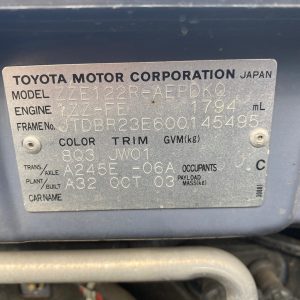 TOYOTA MOTOR CORPORATION JAPAN
MODEL ZZE122R-AEPDKQ
ENGINE 1ZZ-FE 1794 mL
FRAME No. JTDBR23E600145495
COLOR TRIM GVM(kg)
8Q3 JW01
TRANS/AXLE A245E -06A OCCUPANTS 5 C
PLANT/BUILT A32 OCT 03 PAYLOAD MASS(kg)
CAR NAME